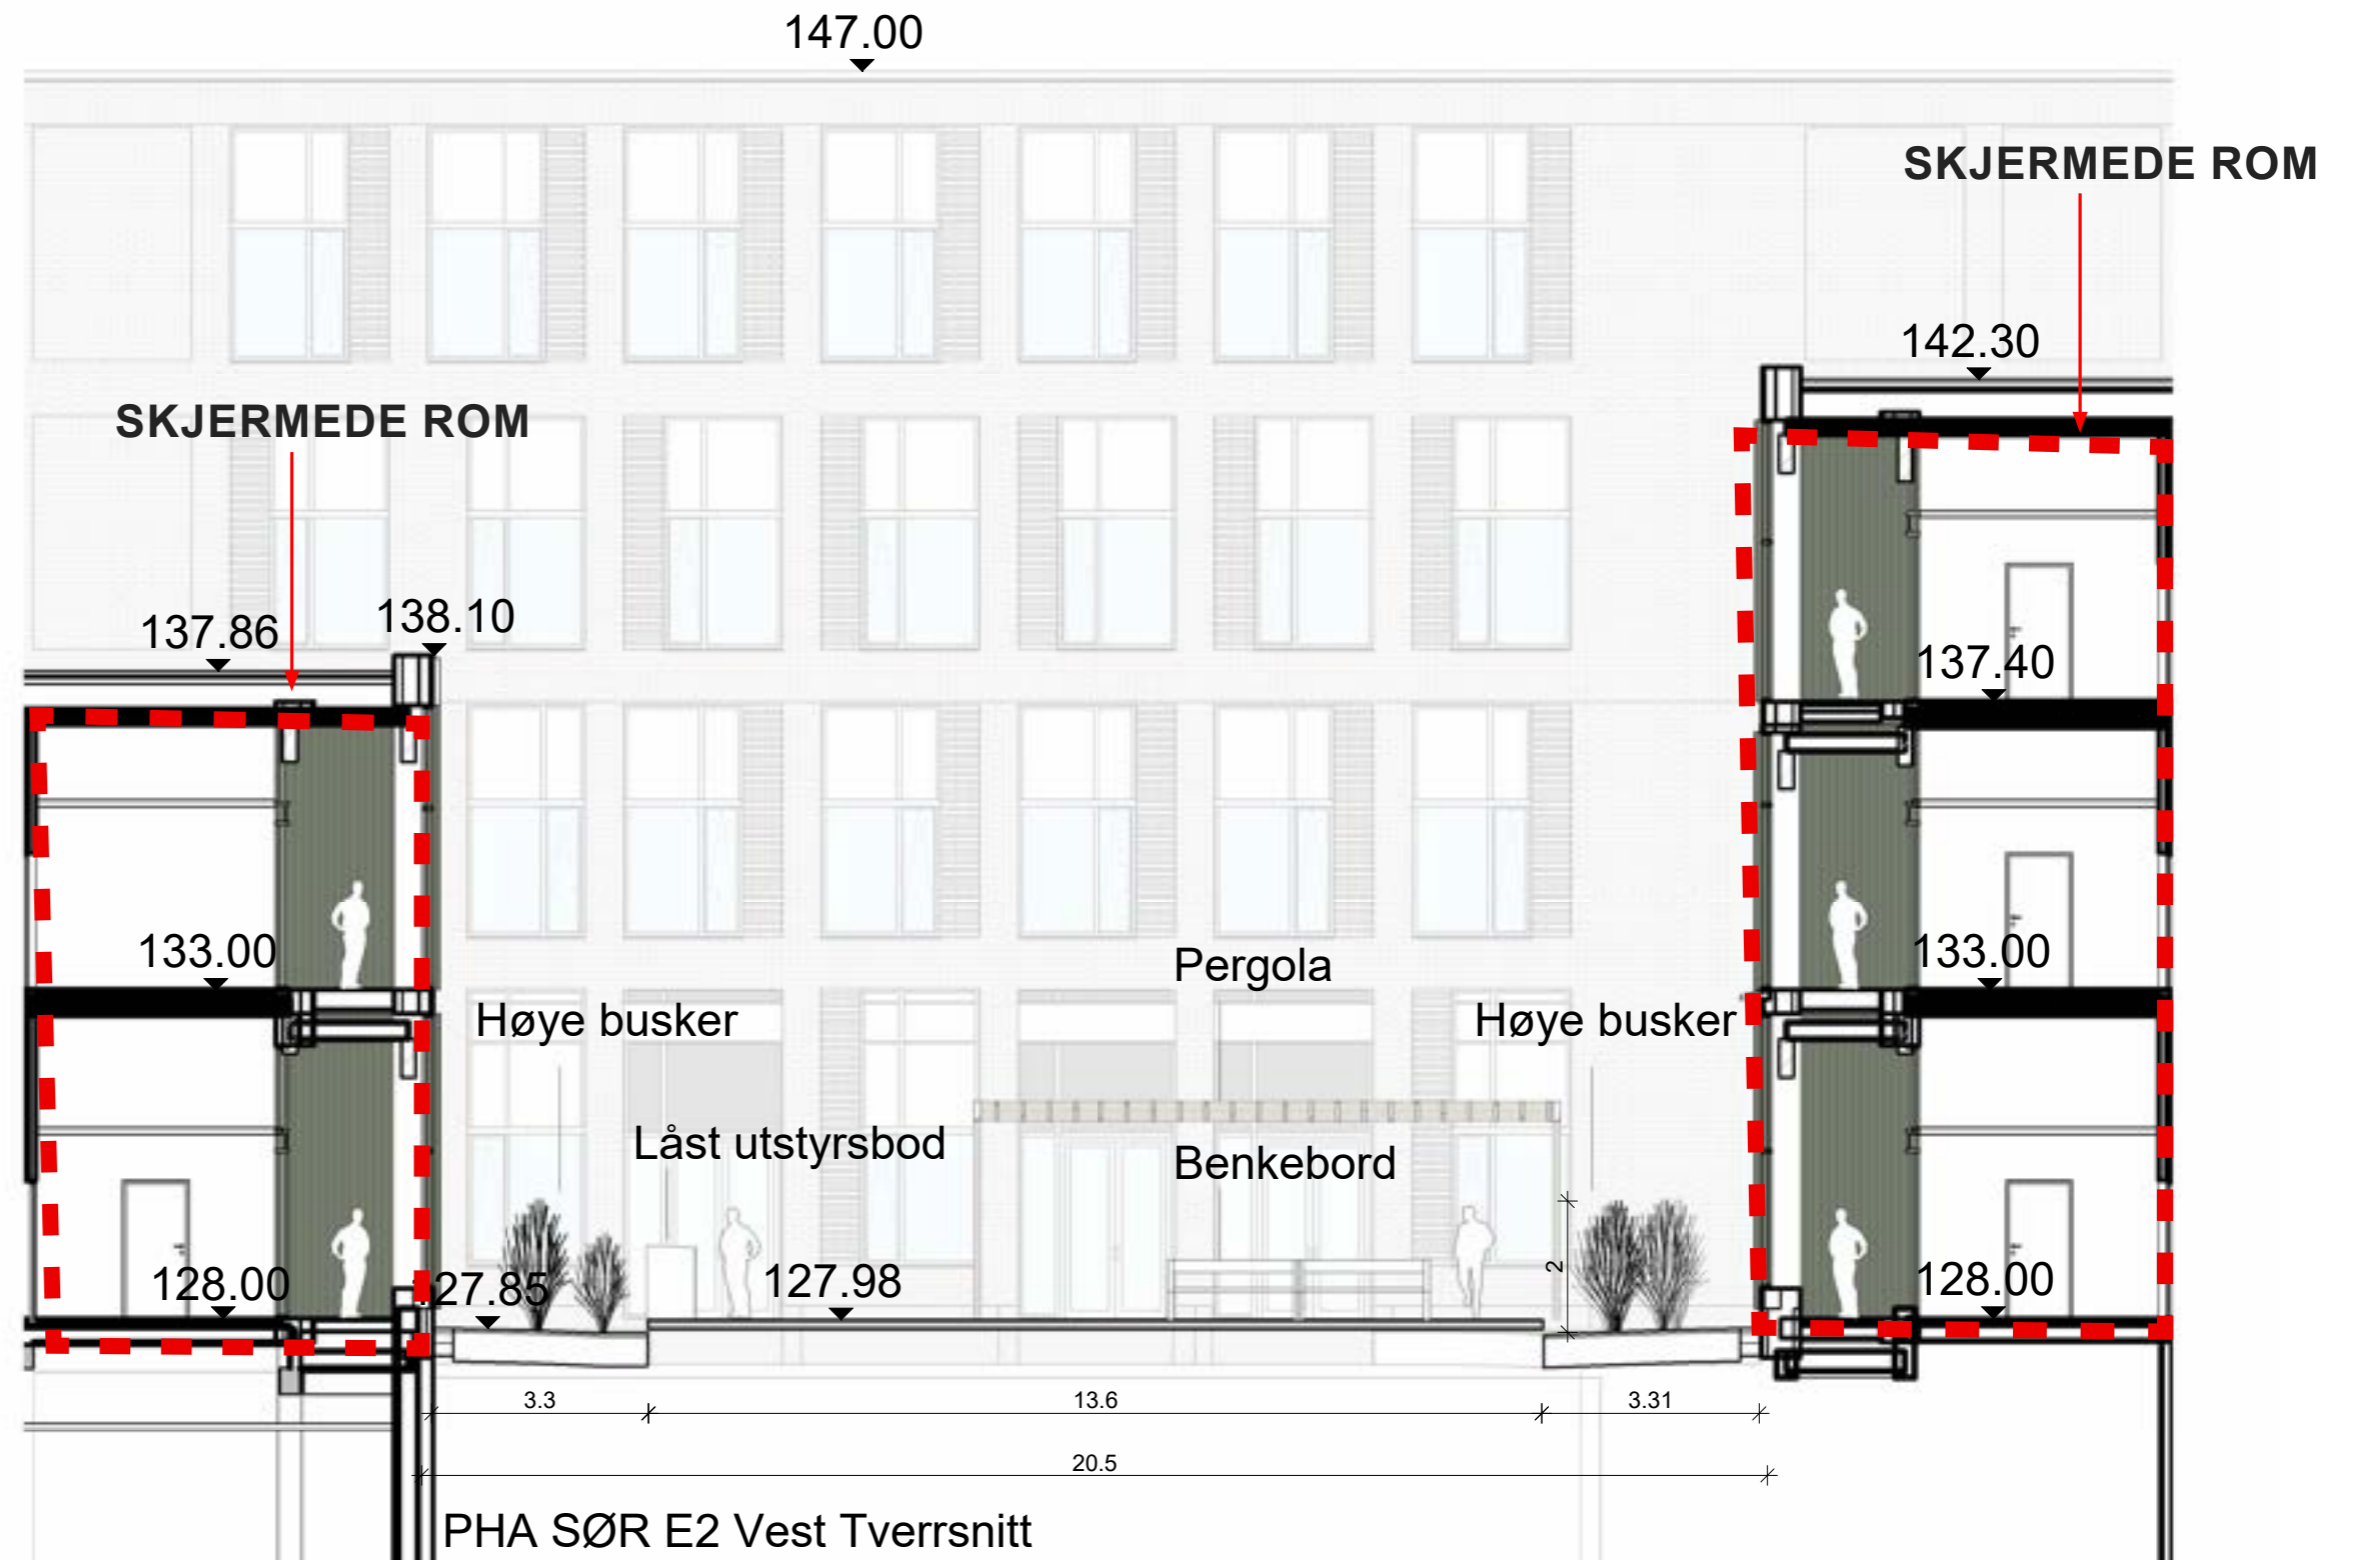 147.00
SKJERMEDE ROM
142.30
SKJERMEDE ROM
137.86
138.10
137.40
133.00
Pergola
133.00
Høye busker
Høye busker
Låst utstyrsbod
Benkebord
2
128.00
127.85
127.98
128.00
3.3
13.6
3.31
20.5
PHA SØR E2 Vest Tverrsnitt